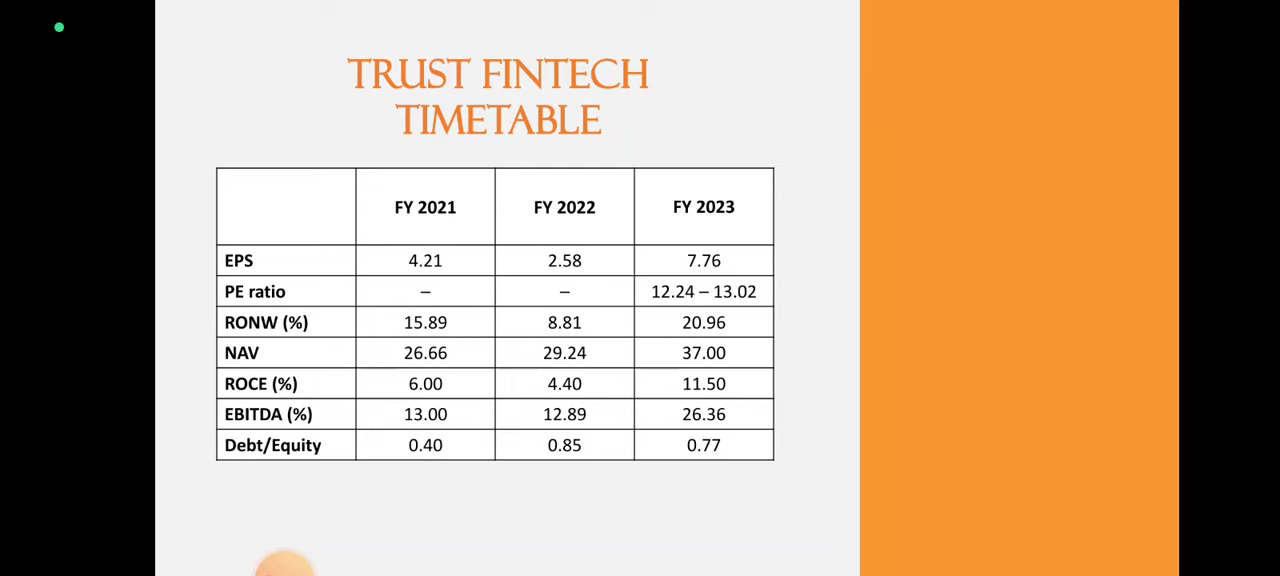 TRUST FINTECH
TIMETABLE
FY 2021 FY 2022 FY 2023
EPS 4.21 2.58 7.76
PE ratio – – 12.24 – 13.02
RONW (%) 15.89 8.81 20.96
NAV 26.66 29.24 37.00
ROCE (%) 6.00 4.40 11.50
EBITDA (%) 13.00 12.89 26.36
Debt/Equity 0.40 0.85 0.77